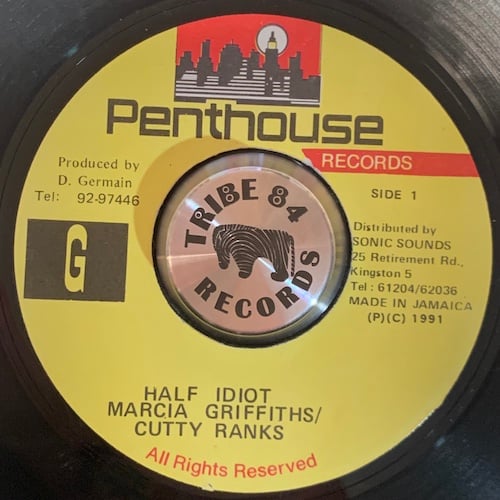 Penthouse
RECORDS
Produced by
D. Germain
Tel: 92-97446
SIDE 1
G
TRIBE 84
RECORDS
Distributed by
SONIC SOUNDS
25 Retirement Rd.,
Kingston 5
Tel: 61204/62036
MADE IN JAMAICA
(P)(C) 1991
HALF IDIOT
MARCIA GRIFFITHS/
CUTTY RANKS
All Rights Reserved